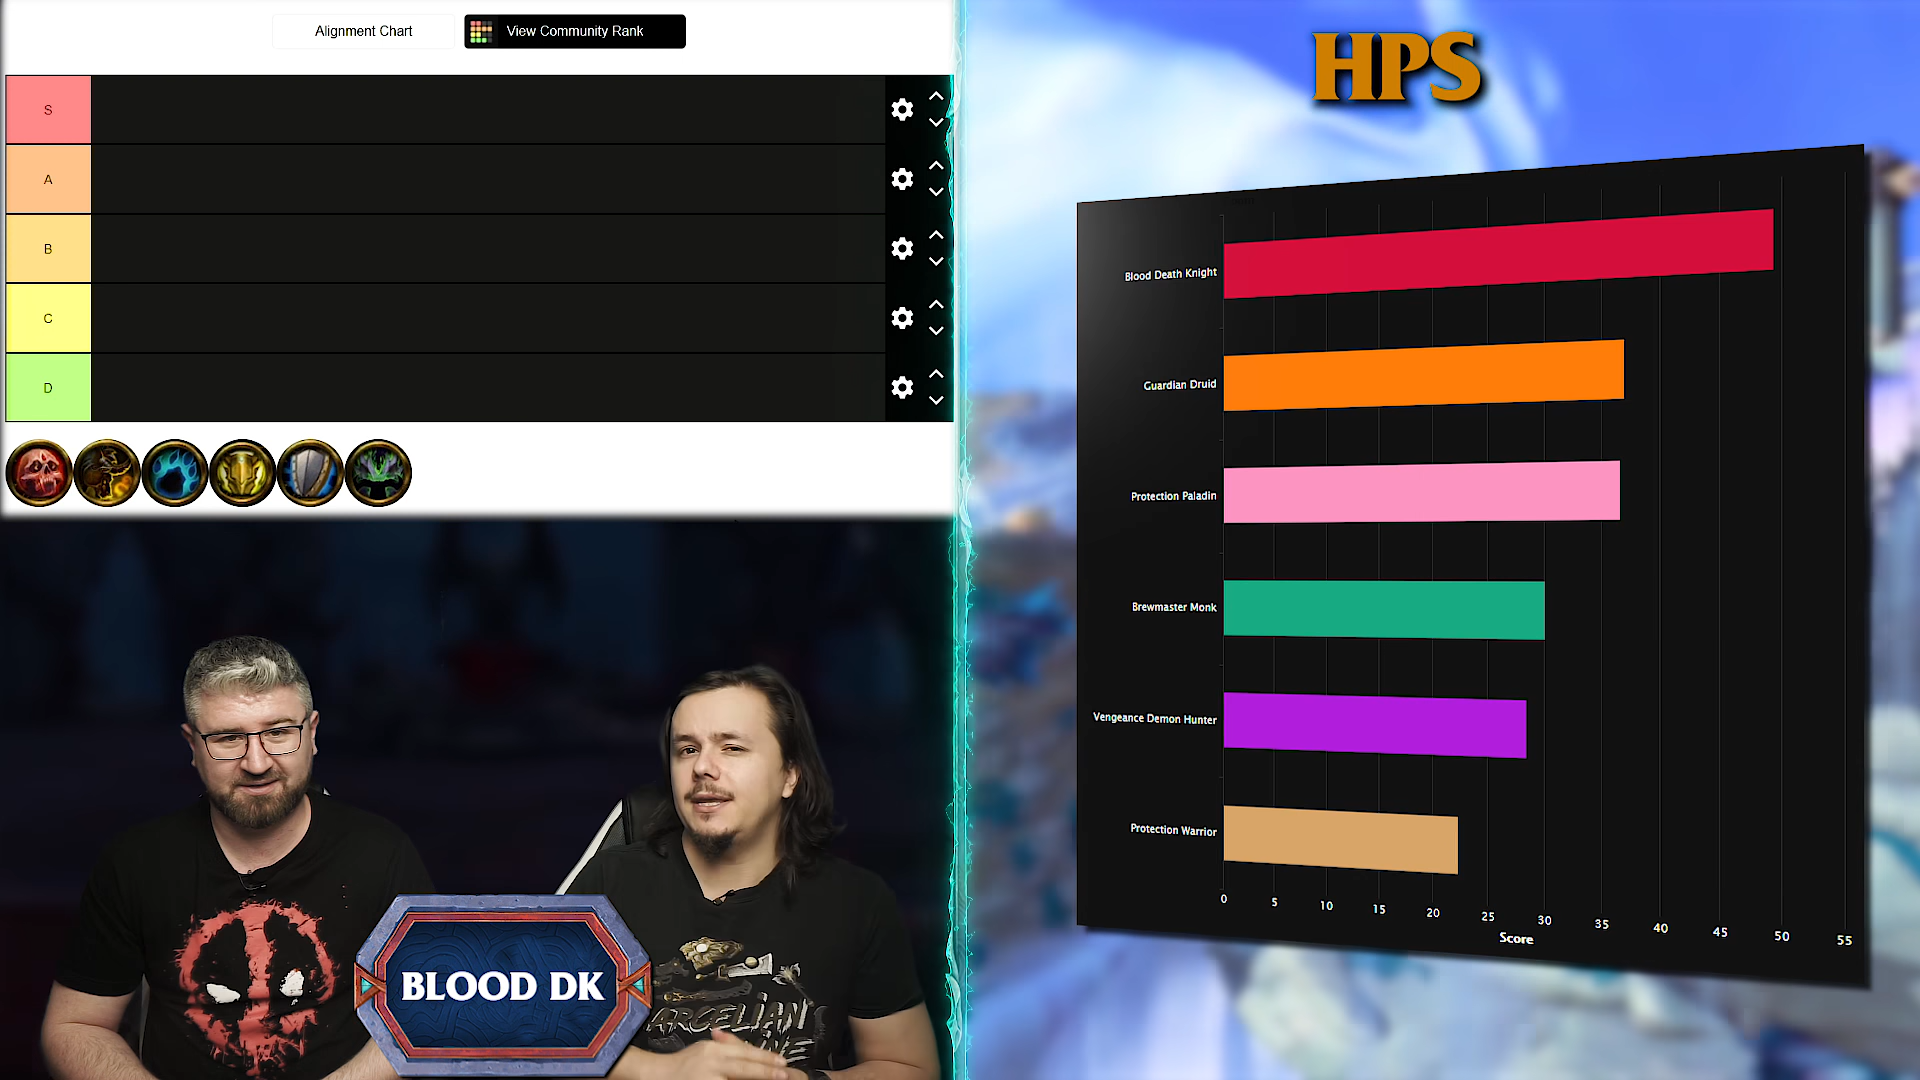 Alignment Chart
View Community Rank
S
A
B
C
D
HPS
Blood Death Knight
Guardian Druid
Protection Paladin
Brewmaster Monk
Vengeance Demon Hunter
Protection Warrior
0 5 10 15 20 25 30 35 40 45 50 55
Score
BLOOD DK
ARCELIAN